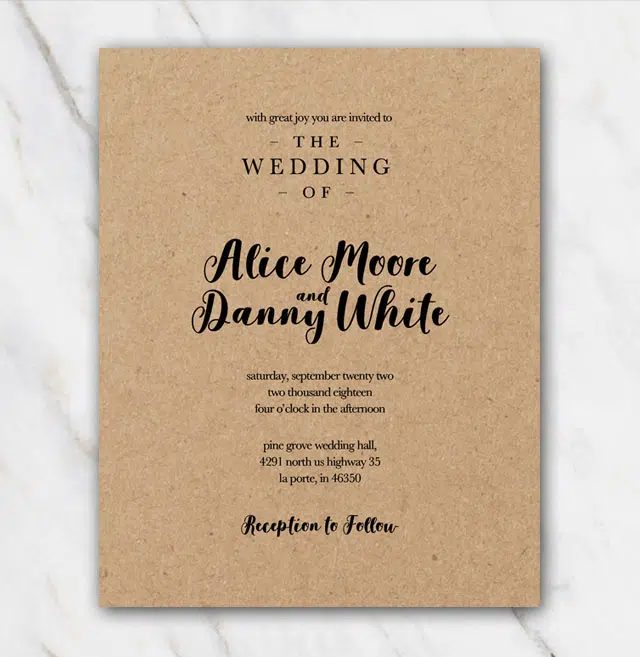 with great joy you are invited to
– THE –
WEDDING
– OF –
Alice Moore
and
Danny White
saturday, september twenty two
two thousand eighteen
four o’clock in the afternoon
pine grove wedding hall,
4291 north us highway 35
la porte, in 46350
Reception to Follow